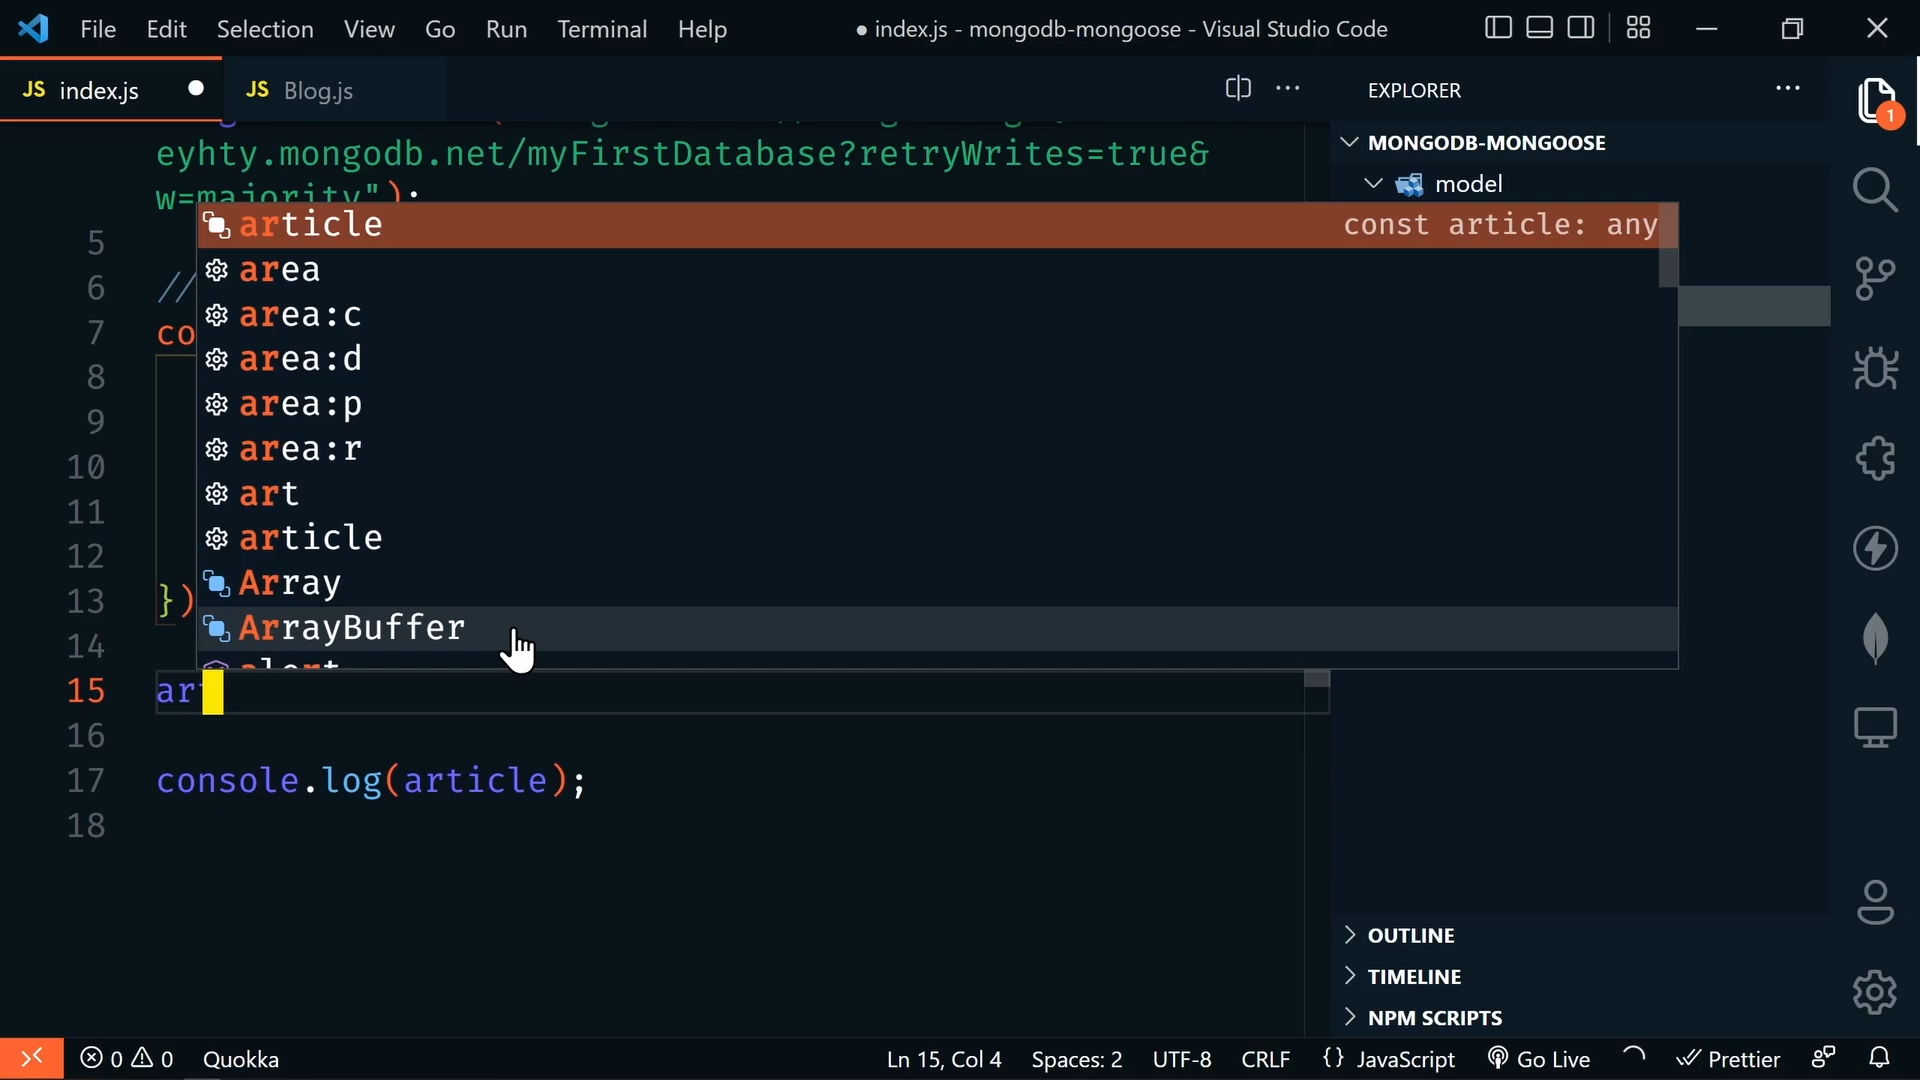 File Edit Selection View Go Run Terminal Help
● index.js - mongodb-mongoose - Visual Studio Code
JS index.js
JS Blog.js
EXPLORER
MONGODB-MONGOOSE
model
eyhty.mongodb.net/myFirstDatabase?retryWrites=true&
w=majority");
5
6 //
7 co
8
9
10
11
12
13 })
14
article const article: any
area
area:c
area:d
area:p
area:r
art
article
Array
ArrayBuffer
alert
15 ar
16
17 console.log(article);
18
OUTLINE
TIMELINE
NPM SCRIPTS
1
0 0 Quokka
Ln 15, Col 4 Spaces: 2 UTF-8 CRLF {} JavaScript Go Live Prettier